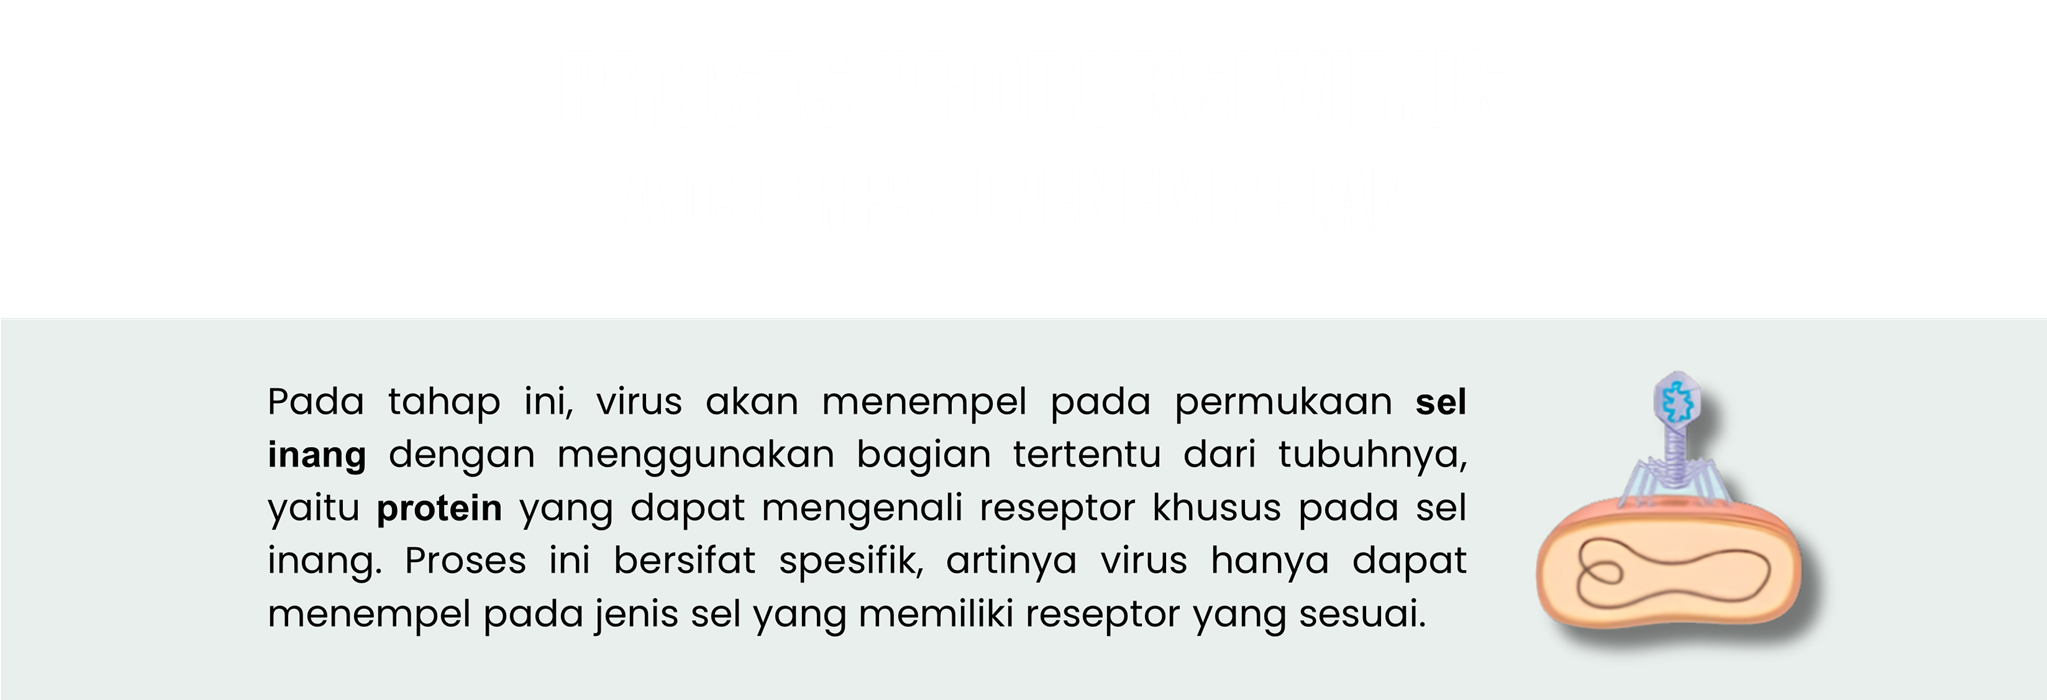 Pada tahap ini, virus akan menempel pada permukaan sel
inang dengan menggunakan bagian tertentu dari tubuhnya,
yaitu protein yang dapat mengenali reseptor khusus pada sel
inang. Proses ini bersifat spesifik, artinya virus hanya dapat
menempel pada jenis sel yang memiliki reseptor yang sesuai.